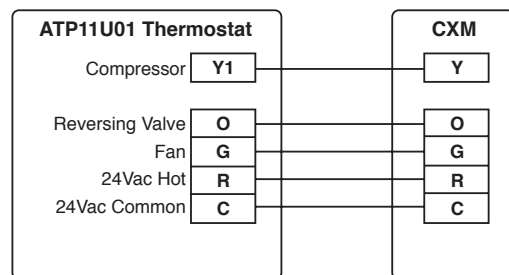 ATP11U01 Thermostat CXM
Compressor Y1 Y
Reversing Valve O O
Fan G G
24Vac Hot R R
24Vac Common C C